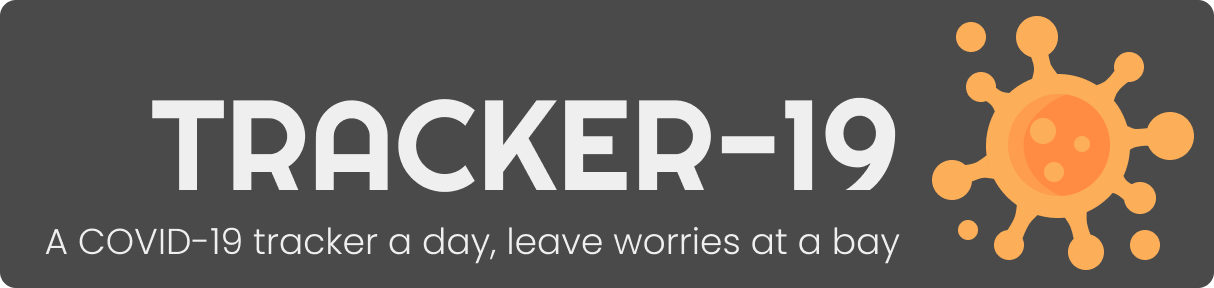 TRACKER-19
A COVID-19 tracker a day, leave worries at a bay